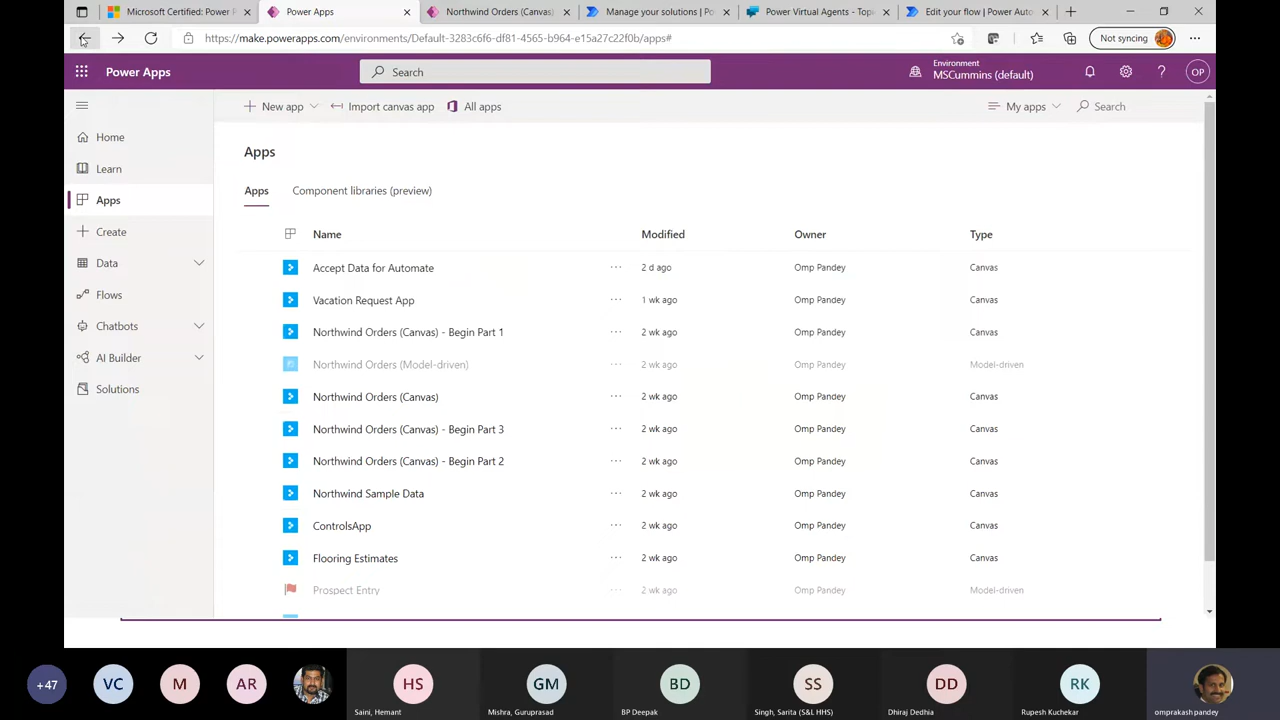 Microsoft Certified: Power P
Power Apps
Northwind Orders (Canvas)
Manage your solutions | Po
Power Virtual Agents - Topi
Edit your flow | Power Auto
https://make.powerapps.com/environments/Default-3283c6f6-df81-4565-b964-e15a27c22f0b/apps#
Not syncing
Power Apps
Search
Environment
MSCummins (default)
OP
New app
Import canvas app
All apps
My apps
Search
Home
Learn
Apps
Create
Data
Flows
Chatbots
AI Builder
Solutions
Apps
Apps
Component libraries (preview)
Name Modified Owner Type
Accept Data for Automate ... 2 d ago Omp Pandey Canvas
Vacation Request App ... 1 wk ago Omp Pandey Canvas
Northwind Orders (Canvas) - Begin Part 1 ... 2 wk ago Omp Pandey Canvas
Northwind Orders (Model-driven) ... 2 wk ago Omp Pandey Model-driven
Northwind Orders (Canvas) ... 2 wk ago Omp Pandey Canvas
Northwind Orders (Canvas) - Begin Part 3 ... 2 wk ago Omp Pandey Canvas
Northwind Orders (Canvas) - Begin Part 2 ... 2 wk ago Omp Pandey Canvas
Northwind Sample Data ... 2 wk ago Omp Pandey Canvas
ControlsApp ... 2 wk ago Omp Pandey Canvas
Flooring Estimates ... 2 wk ago Omp Pandey Canvas
Prospect Entry ... 2 wk ago Omp Pandey Model-driven
+47
VC
M
AR
HS
Saini, Hemant
GM
Mishra, Guruprasad
BD
BP Deepak
SS
Singh, Sarita (S&L HHS)
DD
Dhiraj Dedhia
RK
Rupesh Kuchekar
omprakash pandey